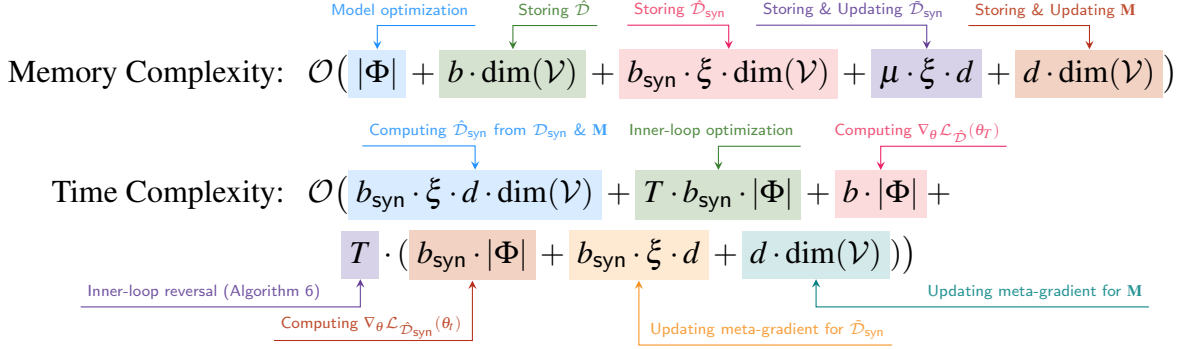 Model optimization Storing 𝒟̂ Storing 𝒟̂_syn Storing & Updating 𝒟̃_syn Storing & Updating M
Memory Complexity: 𝒪(|Φ| + b · dim(𝒱) + b_syn · ξ · dim(𝒱) + μ · ξ · d + d · dim(𝒱))
Computing 𝒟̂_syn from 𝒟_syn & M Inner-loop optimization Computing ∇_θ ℒ_𝒟̂(θ_T)
Time Complexity: 𝒪(b_syn · ξ · d · dim(𝒱) + T · b_syn · |Φ| + b · |Φ| +
T · (b_syn · |Φ| + b_syn · ξ · d + d · dim(𝒱)))
Inner-loop reversal (Algorithm 6) Updating meta-gradient for M
Computing ∇_θ ℒ_𝒟̂_syn(θ_t) Updating meta-gradient for 𝒟̃_syn